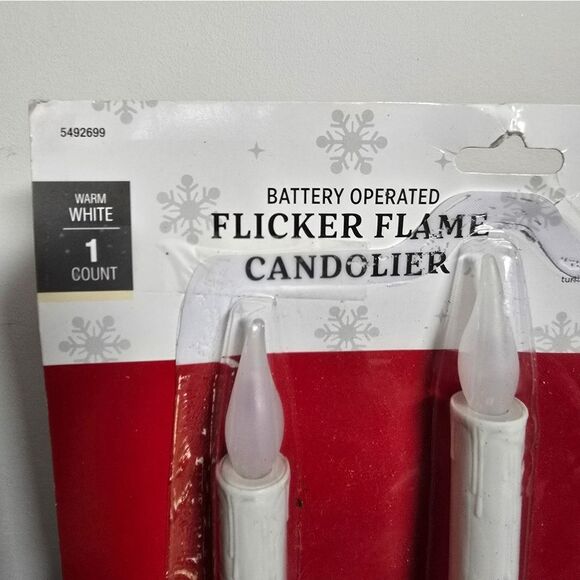 5492699
WARM
WHITE
1
COUNT
BATTERY OPERATED
FLICKER FLAME
CANDOLIER